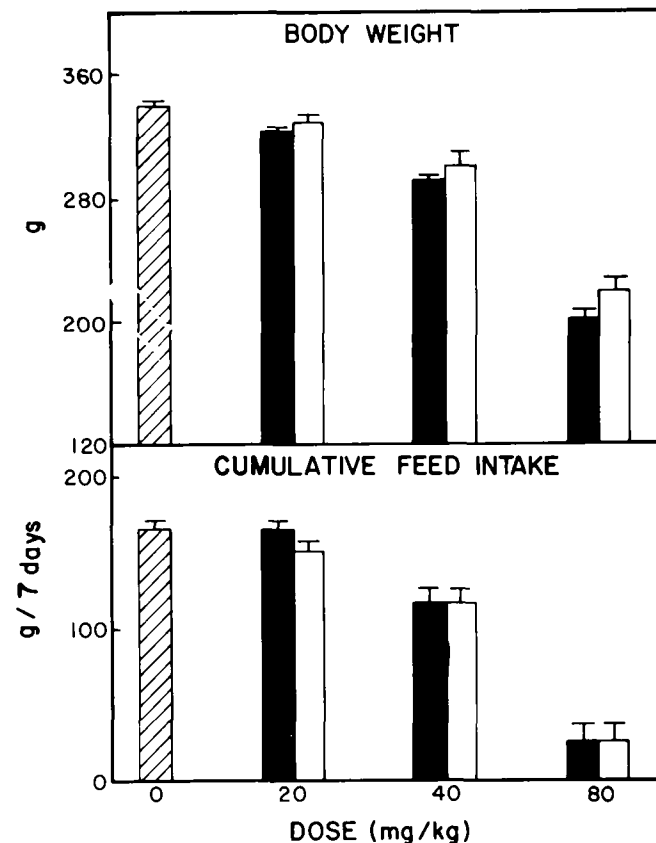 BODY WEIGHT
360
280
g
200
120
CUMULATIVE FEED INTAKE
200
g / 7 days
100
0
0 20 40 80
DOSE (mg/kg)